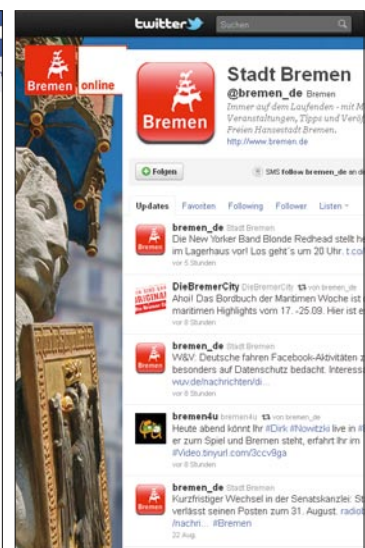 twitter
Suchen
Bremen online
Bremen
Stadt Bremen
@bremen_de Bremen
Immer auf dem Laufenden - mit M
Veranstaltungen, Tipps und Veröf
Freien Hansestadt Bremen.
http://www.bremen.de
Folgen
SMS follow bremen_de an di
Updates Favoriten Following Follower Listen
bremen_de Stadt Bremen
Die New Yorker Band Blonde Redhead stellt he
im Lagerhaus vor! Los geht´s um 20 Uhr. t.co/
vor 5 Stunden
DieBremerCity DieBremerCity von bremen_de
Ahoi! Das Bordbuch der Maritimen Woche ist
maritimen Highlights vom 17. -25.09. Hier ist e
vor 8 Stunden
bremen_de Stadt Bremen
W&V: Deutsche fahren Facebook-Aktivitäten z
besonders auf Datenschutz bedacht. Interess
wuv.de/nachrichten/di...
vor 8 Stunden
bremen4u bremen4u von bremen_de
Heute abend könnt Ihr #Dirk #Nowitzki live in #
er zum Spiel und Bremen steht, erfahrt Ihr im
#Video.tinyurl.com/3ccv9ga
vor 8 Stunden
bremen_de Stadt Bremen
Kurzfristiger Wechsel in der Senatskanzlei: St
verlässt seinen Posten zum 31. August. radiob
/nachri... #Bremen
22 Aug.